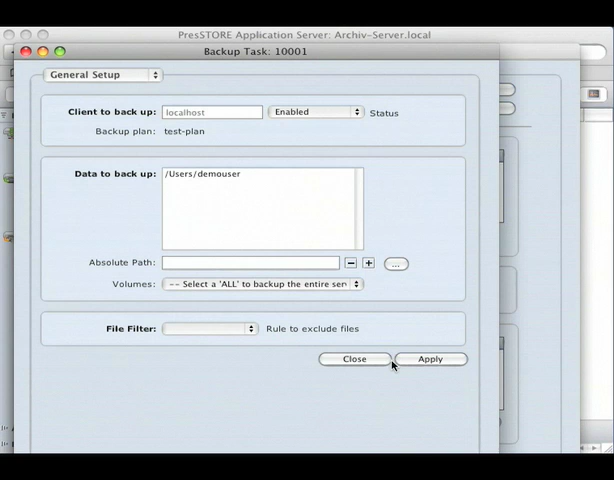 PresSTORE Application Server: Archiv-Server.local
Backup Task: 10001
General Setup
Client to back up: localhost Enabled Status
Backup plan: test-plan
Data to back up: /Users/demouser
Absolute Path: ...
Volumes: -- Select a 'ALL' to backup the entire serv
File Filter: Rule to exclude files
Close Apply